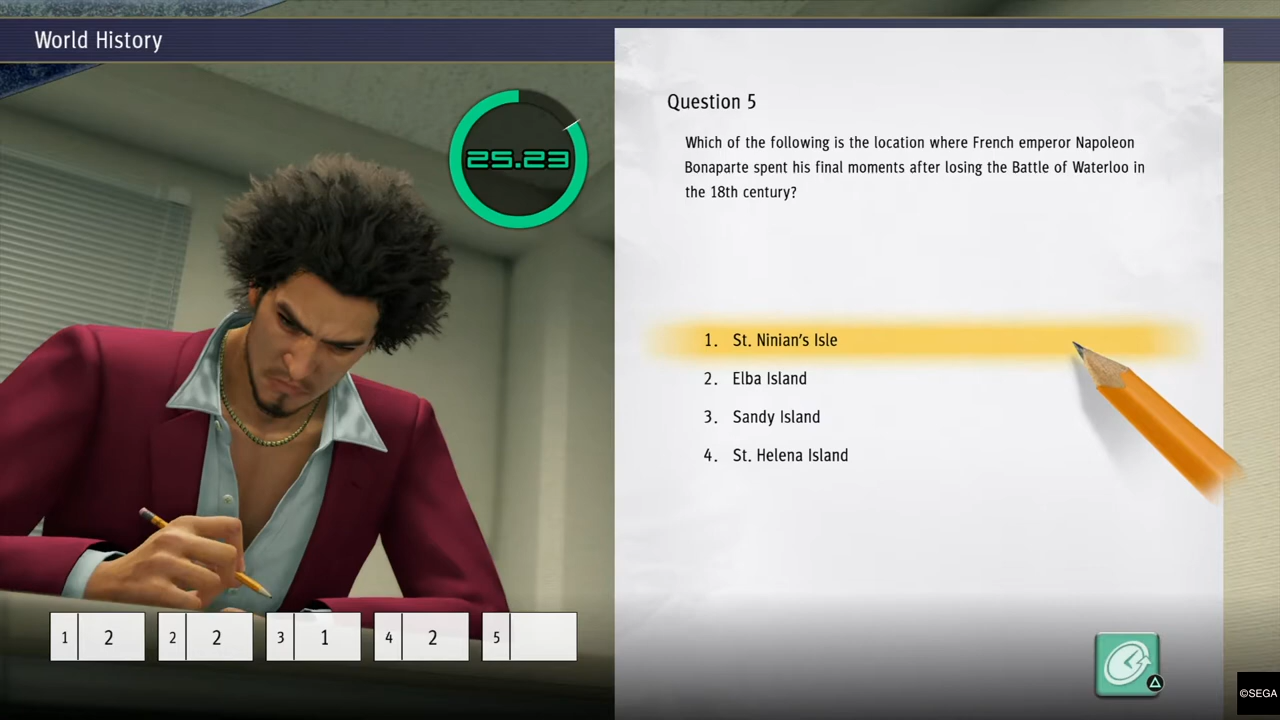 World History
25.23
Question 5
Which of the following is the location where French emperor Napoleon
Bonaparte spent his final moments after losing the Battle of Waterloo in
the 18th century?
1. St. Ninian's Isle
2. Elba Island
3. Sandy Island
4. St. Helena Island
1 2 2 2 3 1 4 2 5
©SEGA